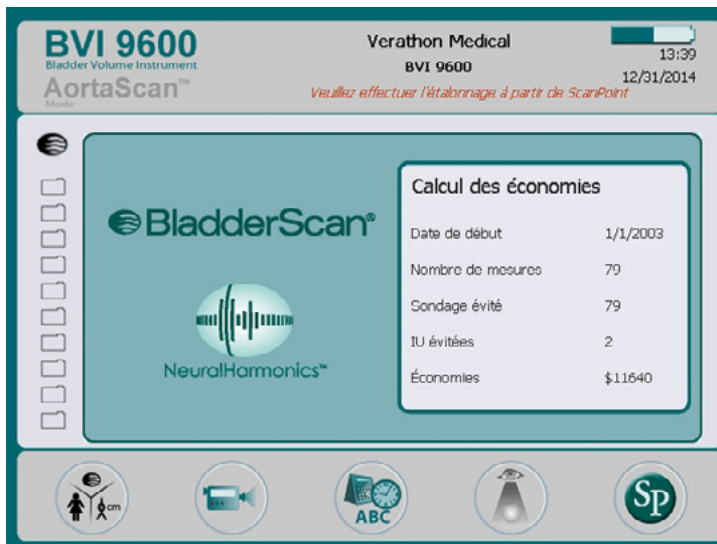 BVI 9600
Bladder Volume Instrument
AortaScan™
Mode
Verathon Medical
BVI 9600
Veuillez effectuer l'étalonnage à partir de ScanPoint
13:39
12/31/2014
BladderScan®
NeuralHarmonics™
Calcul des économies
Date de début 1/1/2003
Nombre de mesures 79
Sondage évité 79
IU évitées 2
Économies $11640
cm
ABC
SP